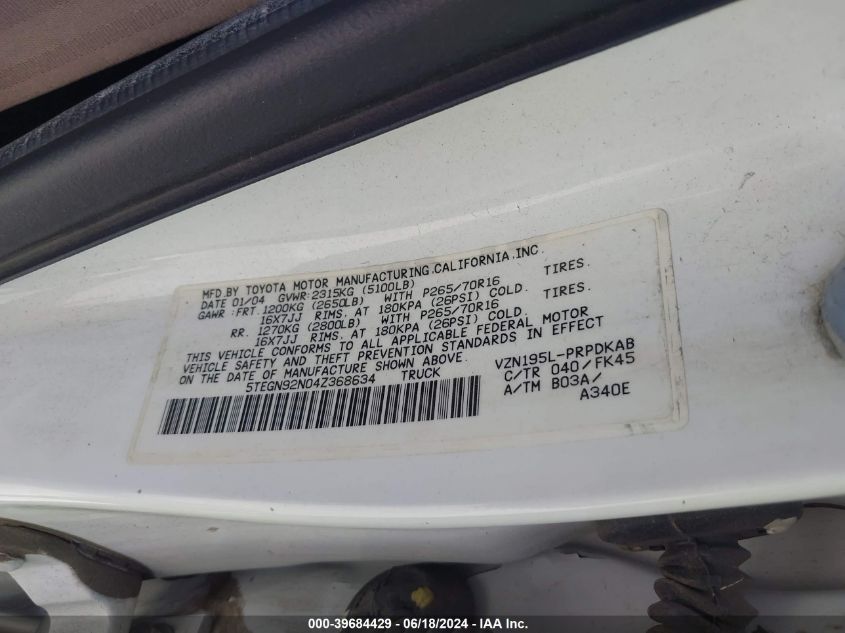 MFD.BY TOYOTA MOTOR MANUFACTURING.CALIFORNIA.INC.
DATE 01/04 GVWR:2315KG (5100LB)
GAWR :FRT. 1200KG (2650LB) WITH P265/70R16 TIRES.
16X7JJ RIMS. AT 180KPA (26PSI) COLD.
RR. 1270KG (2800LB) WITH P265/70R16 TIRES.
16X7JJ RIMS. AT 180KPA (26PSI) COLD.
THIS VEHICLE CONFORMS TO ALL APPLICABLE FEDERAL MOTOR
VEHICLE SAFETY AND THEFT PREVENTION STANDARDS IN EFFECT
ON THE DATE OF MANUFACTURE SHOWN ABOVE.
5TEGN92N04Z368634 TRUCK
VZN195L-PRPDKAB
C/TR 040/FK45
A/TM B03A/
A340E
000-39684429 - 06/18/2024 - IAA Inc.